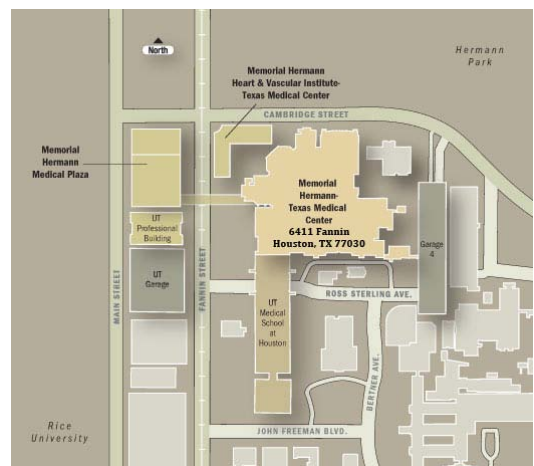 North
Hermann
Park
Memorial Hermann
Heart & Vascular Institute-
Texas Medical Center
CAMBRIDGE STREET
Memorial
Hermann
Medical Plaza
Memorial
Hermann-
Texas Medical
Center
6411 Fannin
Houston, TX 77030
UT
Professional
Building
Garage
4
UT
Garage
MAIN STREET
FANNIN STREET
ROSS STERLING AVE.
UT
Medical
School
at
Houston
BERTNER AVE.
Rice
University
JOHN FREEMAN BLVD.